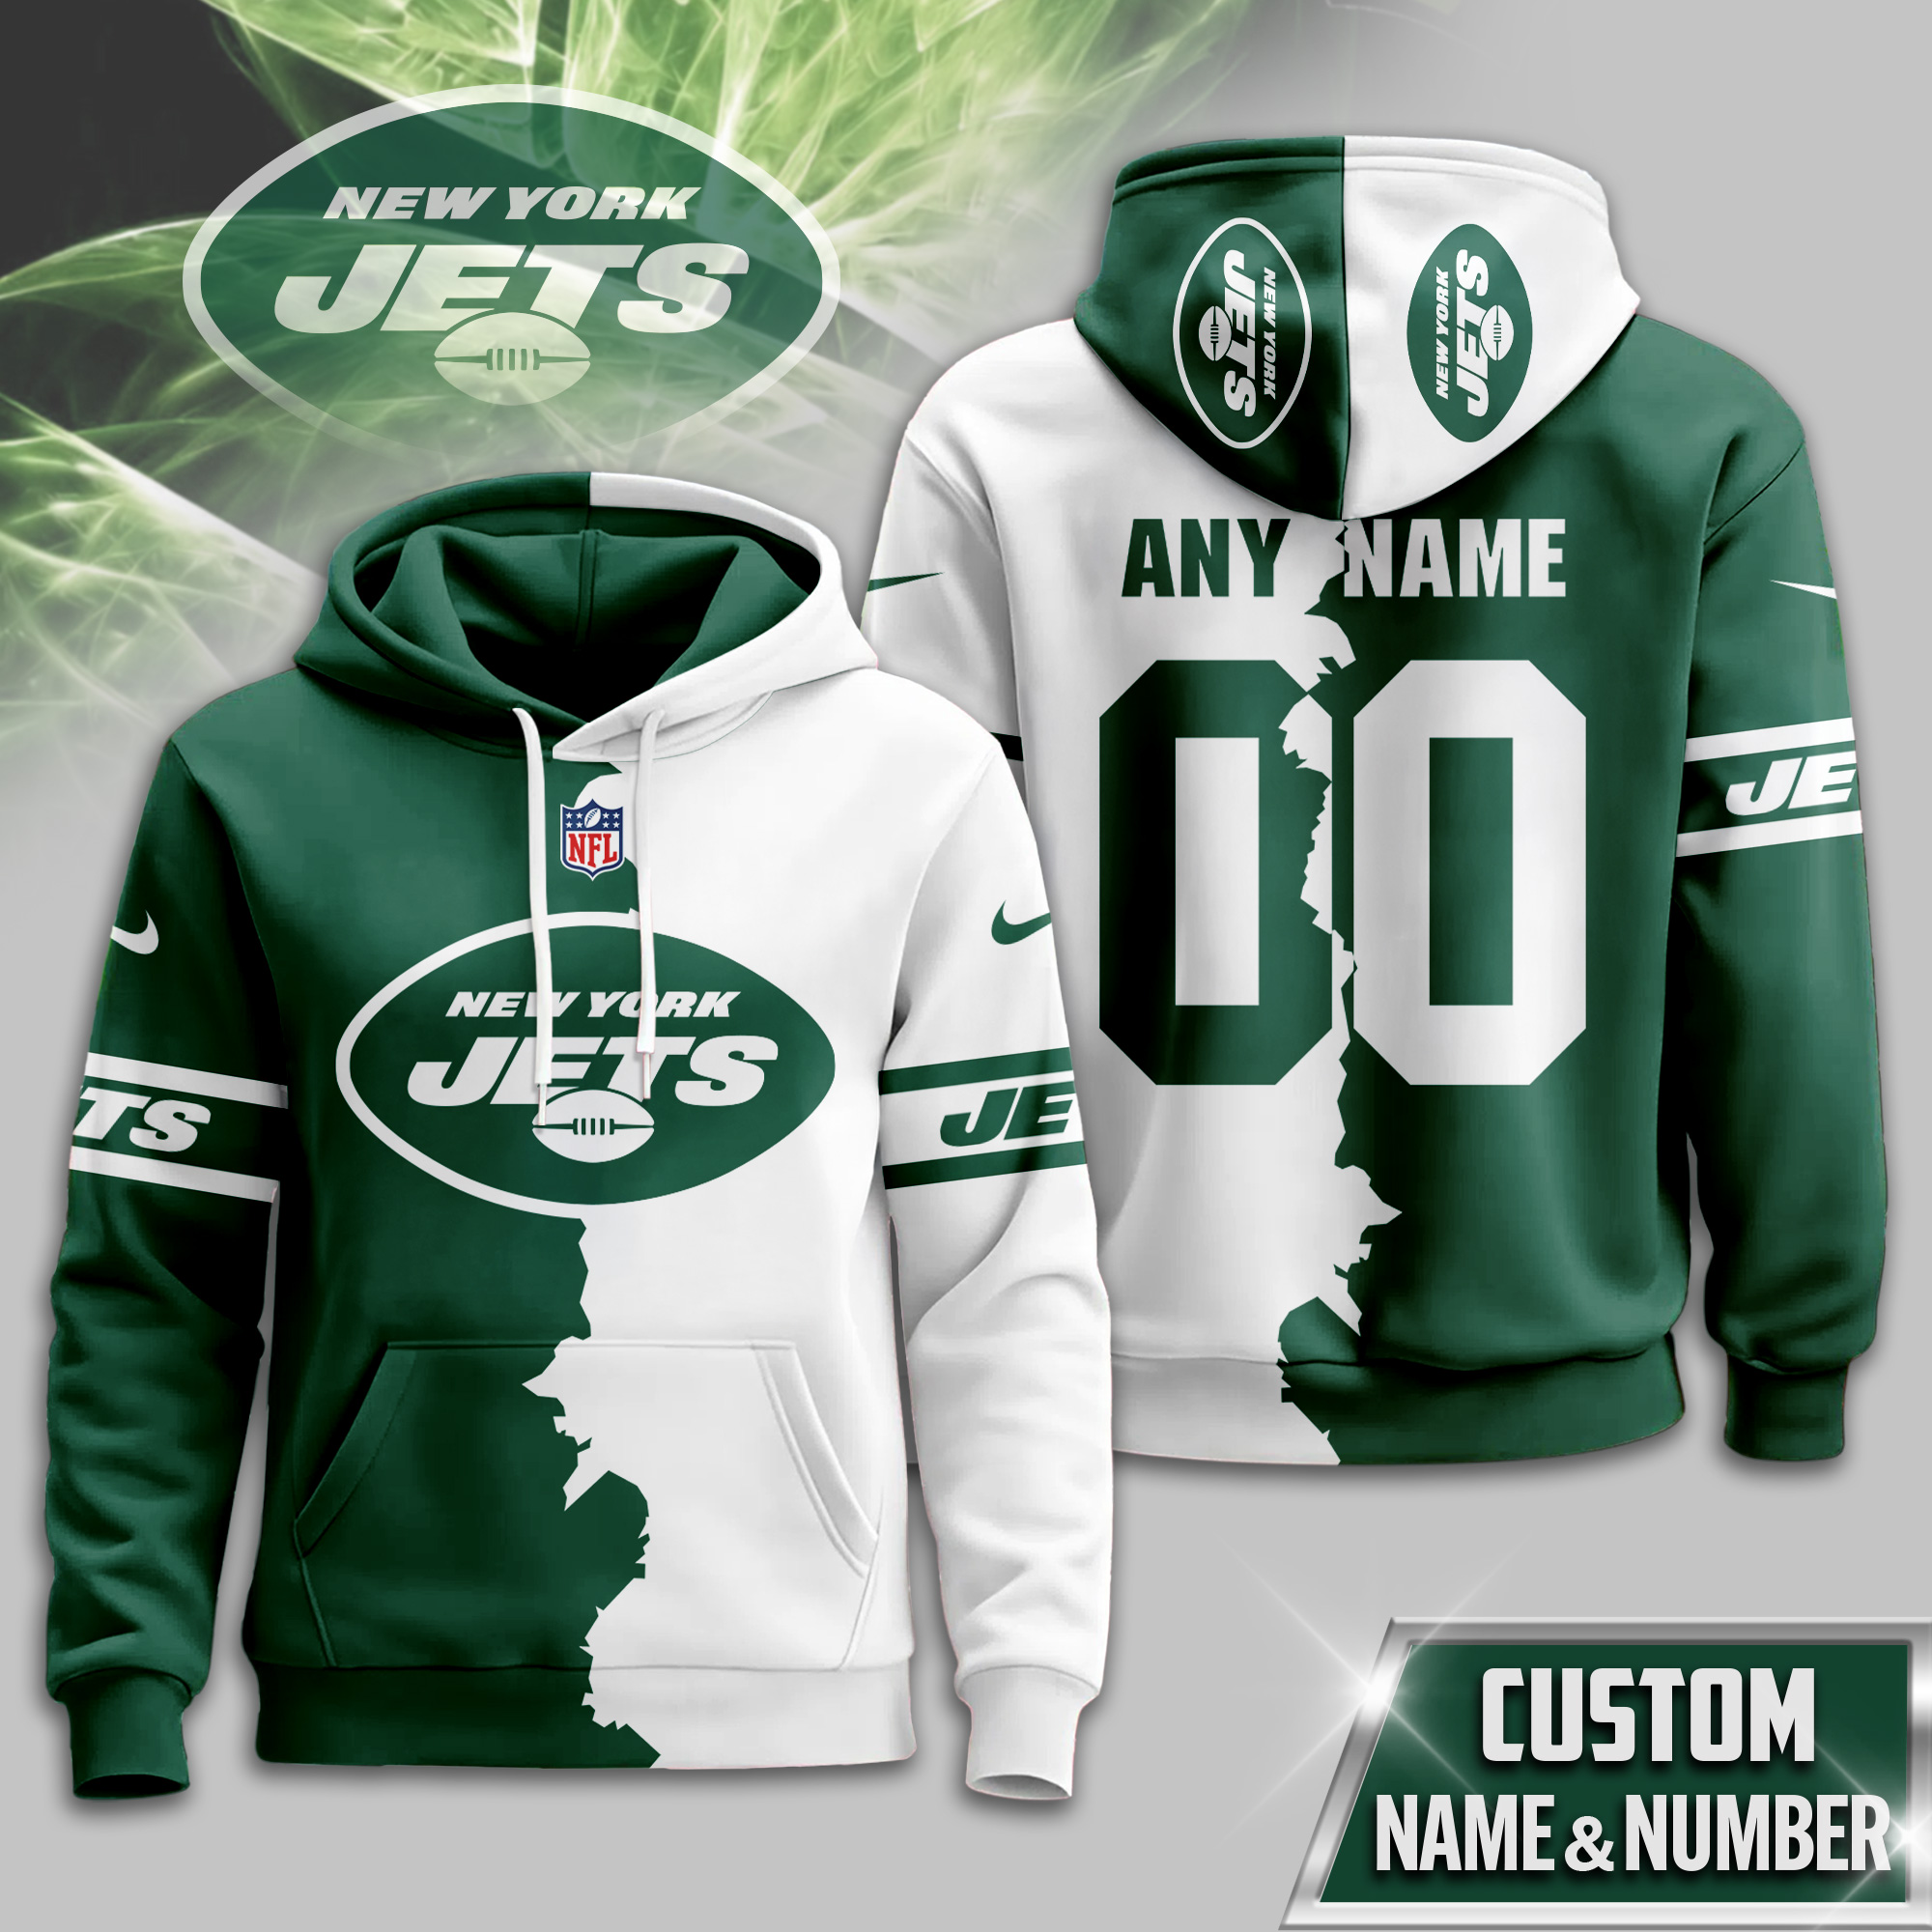 NEW YORK
JETS
NEW YORK
JETS
NEW YORK
JETS
ANY NAME
00
JE
NFL
NEW YORK
JETS
TS
JE
CUSTOM
NAME & NUMBER